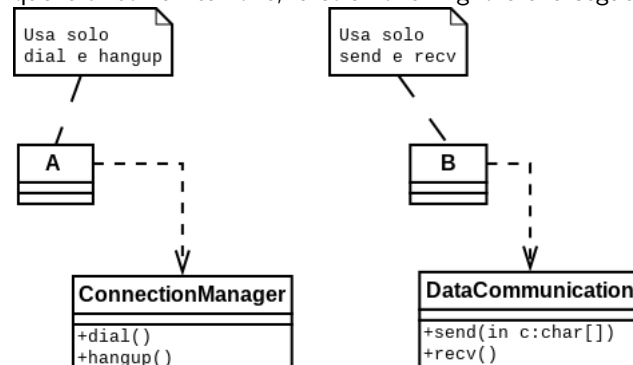 Usa solo
dial e hangup
Usa solo
send e recv
A
B
ConnectionManager
+dial()
+hangup()
DataCommunication
+send(in c:char[])
+recv()